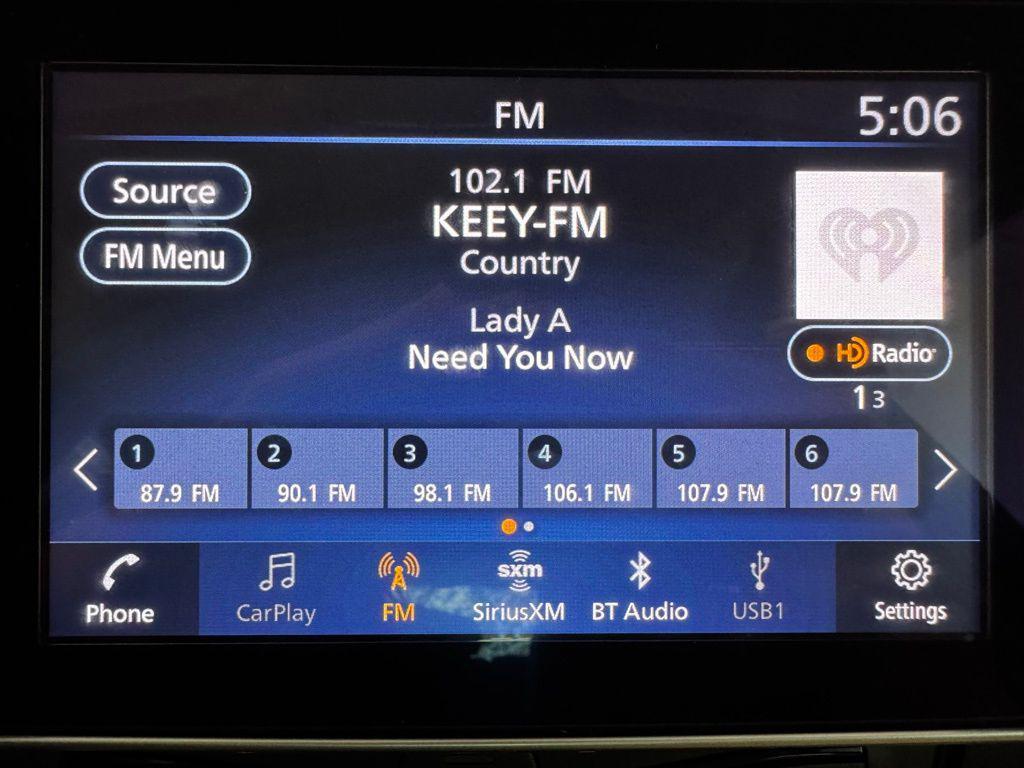 FM
5:06
Source
FM Menu
102.1 FM
KEEY-FM
Country
Lady A
Need You Now
HD Radio
1 3
1
87.9 FM
2
90.1 FM
3
98.1 FM
4
106.1 FM
5
107.9 FM
6
107.9 FM
Phone
CarPlay
FM
sxm
SiriusXM
BT Audio
USB1
Settings